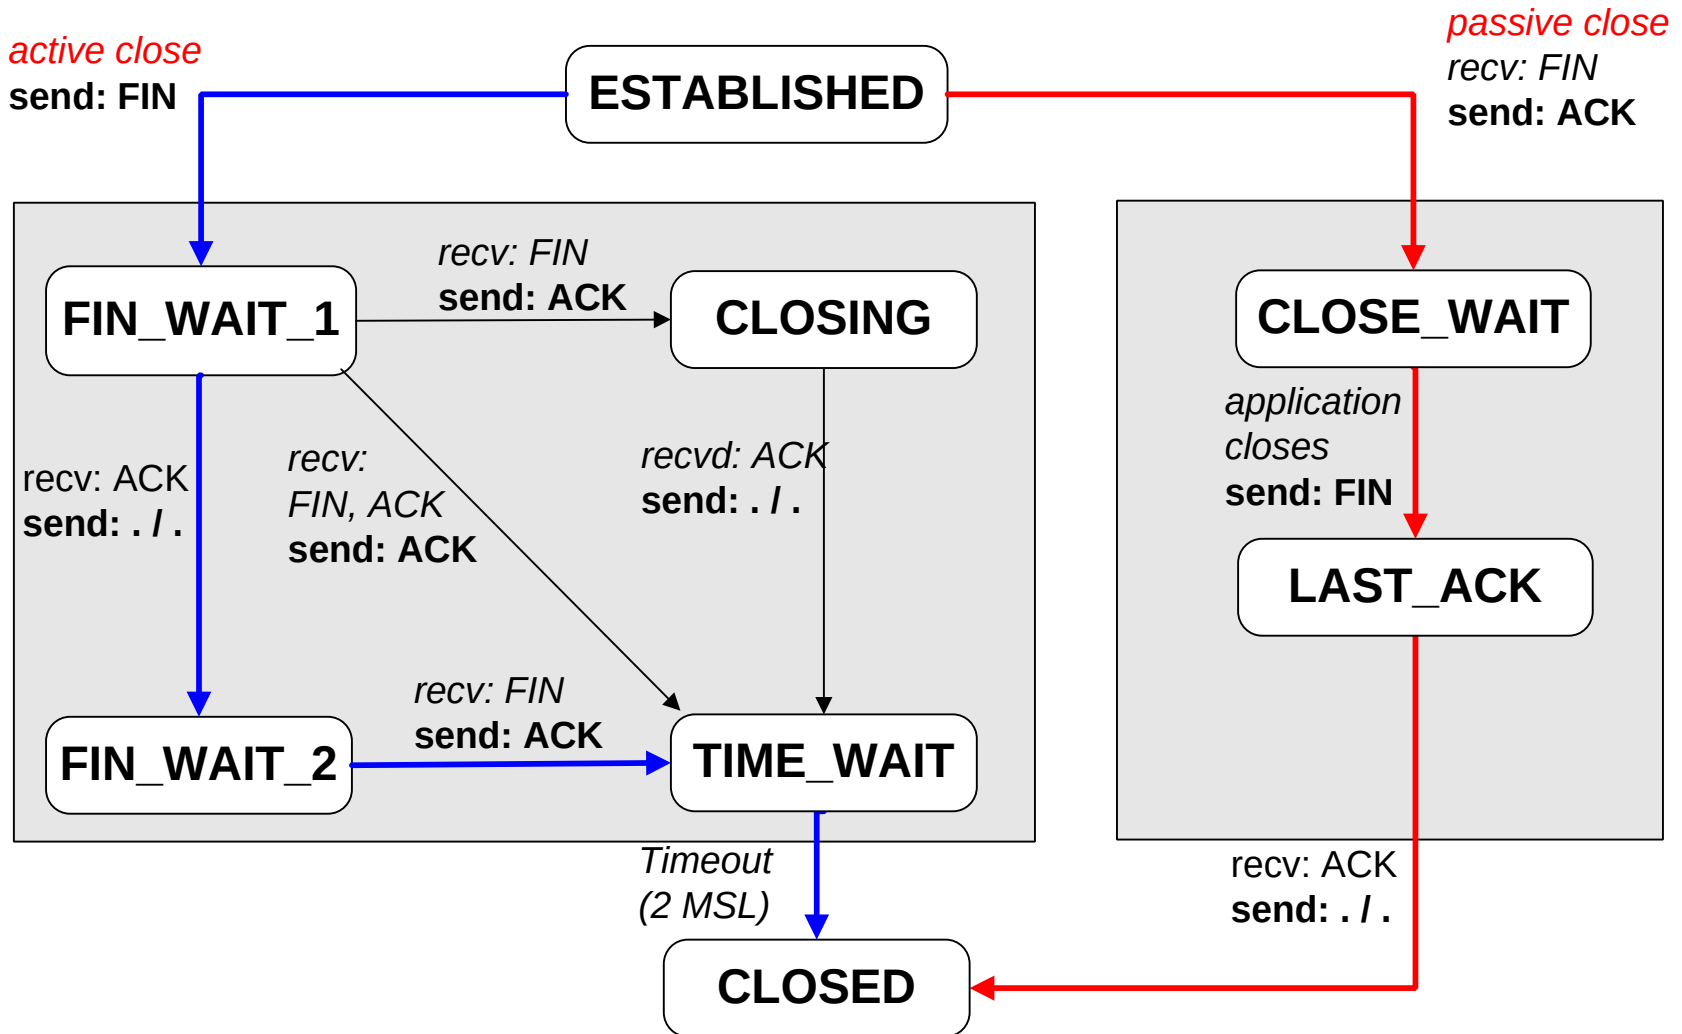 active close
send: FIN
ESTABLISHED
passive close
recv: FIN
send: ACK
FIN_WAIT_1
recv: FIN
send: ACK
CLOSING
CLOSE_WAIT
recv: ACK
send: . / .
recv:
FIN, ACK
send: ACK
recvd: ACK
send: . / .
application
closes
send: FIN
LAST_ACK
FIN_WAIT_2
recv: FIN
send: ACK
TIME_WAIT
Timeout
(2 MSL)
recv: ACK
send: . / .
CLOSED